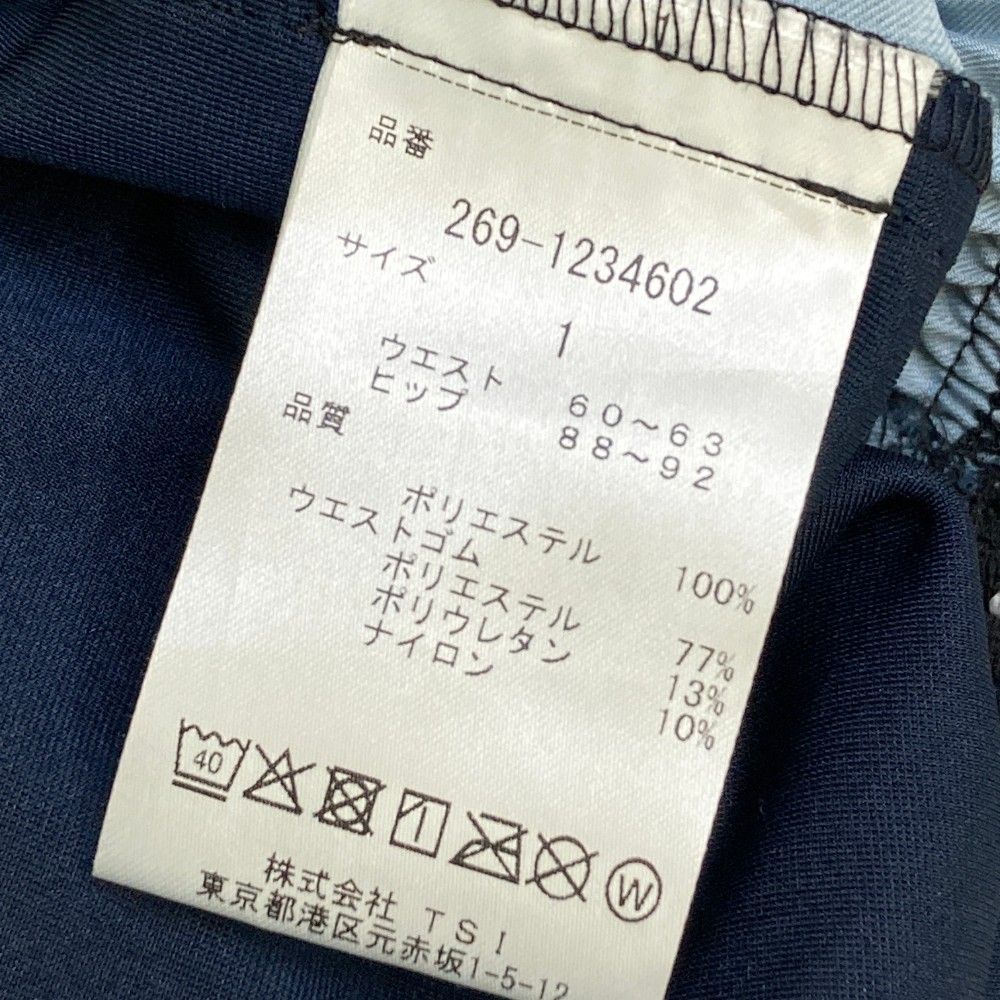 品番
269-1234602
サイズ
1
ウエスト 60～63
ヒップ 88～92
品質
ポリエステル 100%
ウエストゴム
ポリエステル 77%
ポリウレタン 13%
ナイロン 10%
40
W
株式会社 TSI
東京都港区元赤坂1-5-12